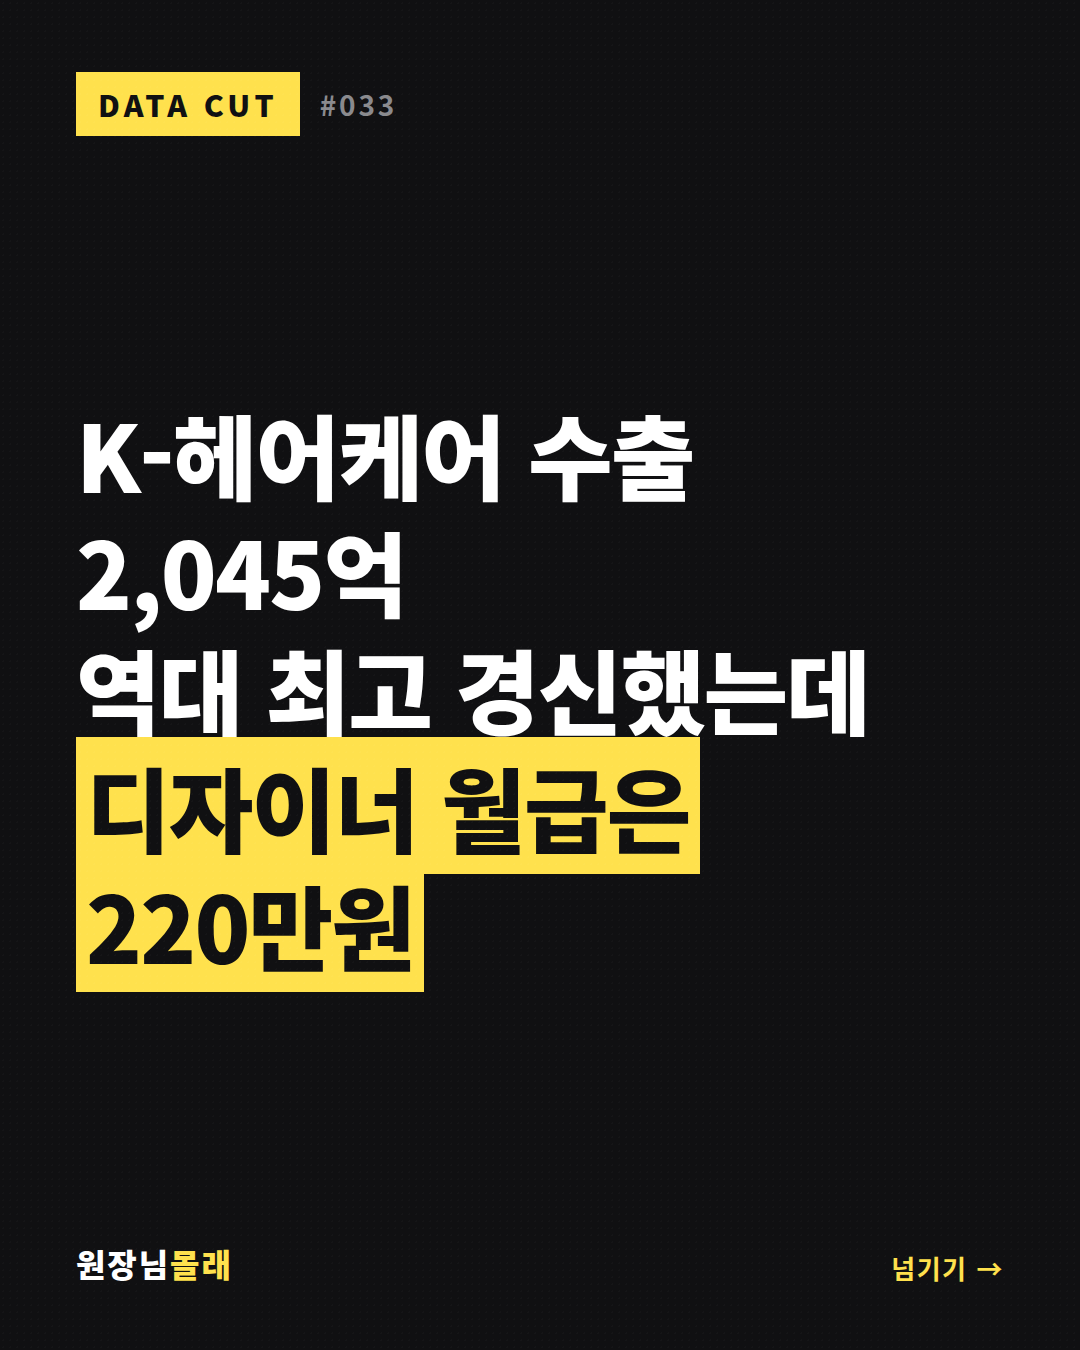 DATA CUT #033
K-헤어케어 수출
2,045억
역대 최고 경신했는데
디자이너 월급은
220만원
원장님몰래
넘기기 →